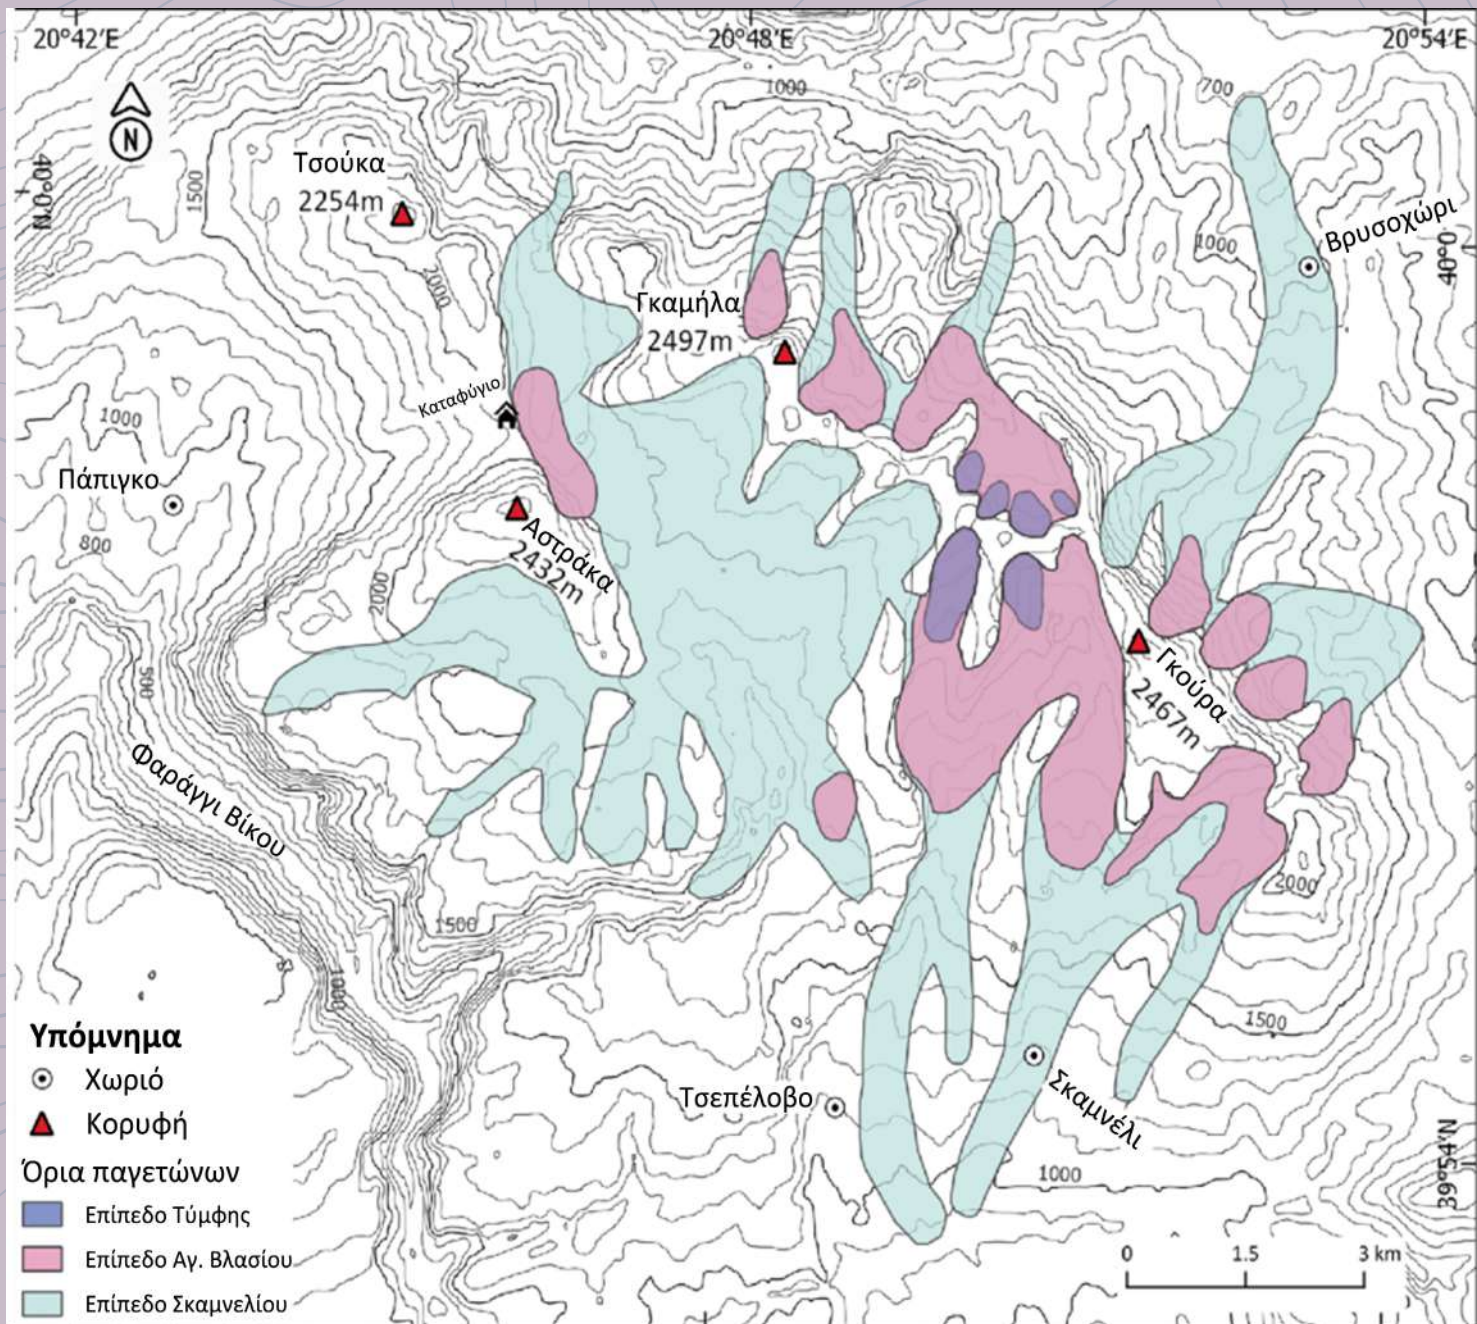 20°42′E
20°48′E
20°54′E
1000
700
N
40°0′N
Τσούκα
2254m
1500
Βρυσοχώρι
1000
40°0′
2000
Γκαμήλα
2497m
Καταφύγιο
1000
Πάπιγκο
800
Αστράκα
2432m
2000
500
Γκούρα
2467m
Φαράγγι Βίκου
2000
1500
1000
1500
Υπόμνημα
Χωριό
Κορυφή
Όρια παγετώνων
Επίπεδο Τύμφης
Επίπεδο Αγ. Βλασίου
Επίπεδο Σκαμνελίου
Τσεπέλοβο
Σκαμνέλι
1000
39°54′N
0 1.5 3 km